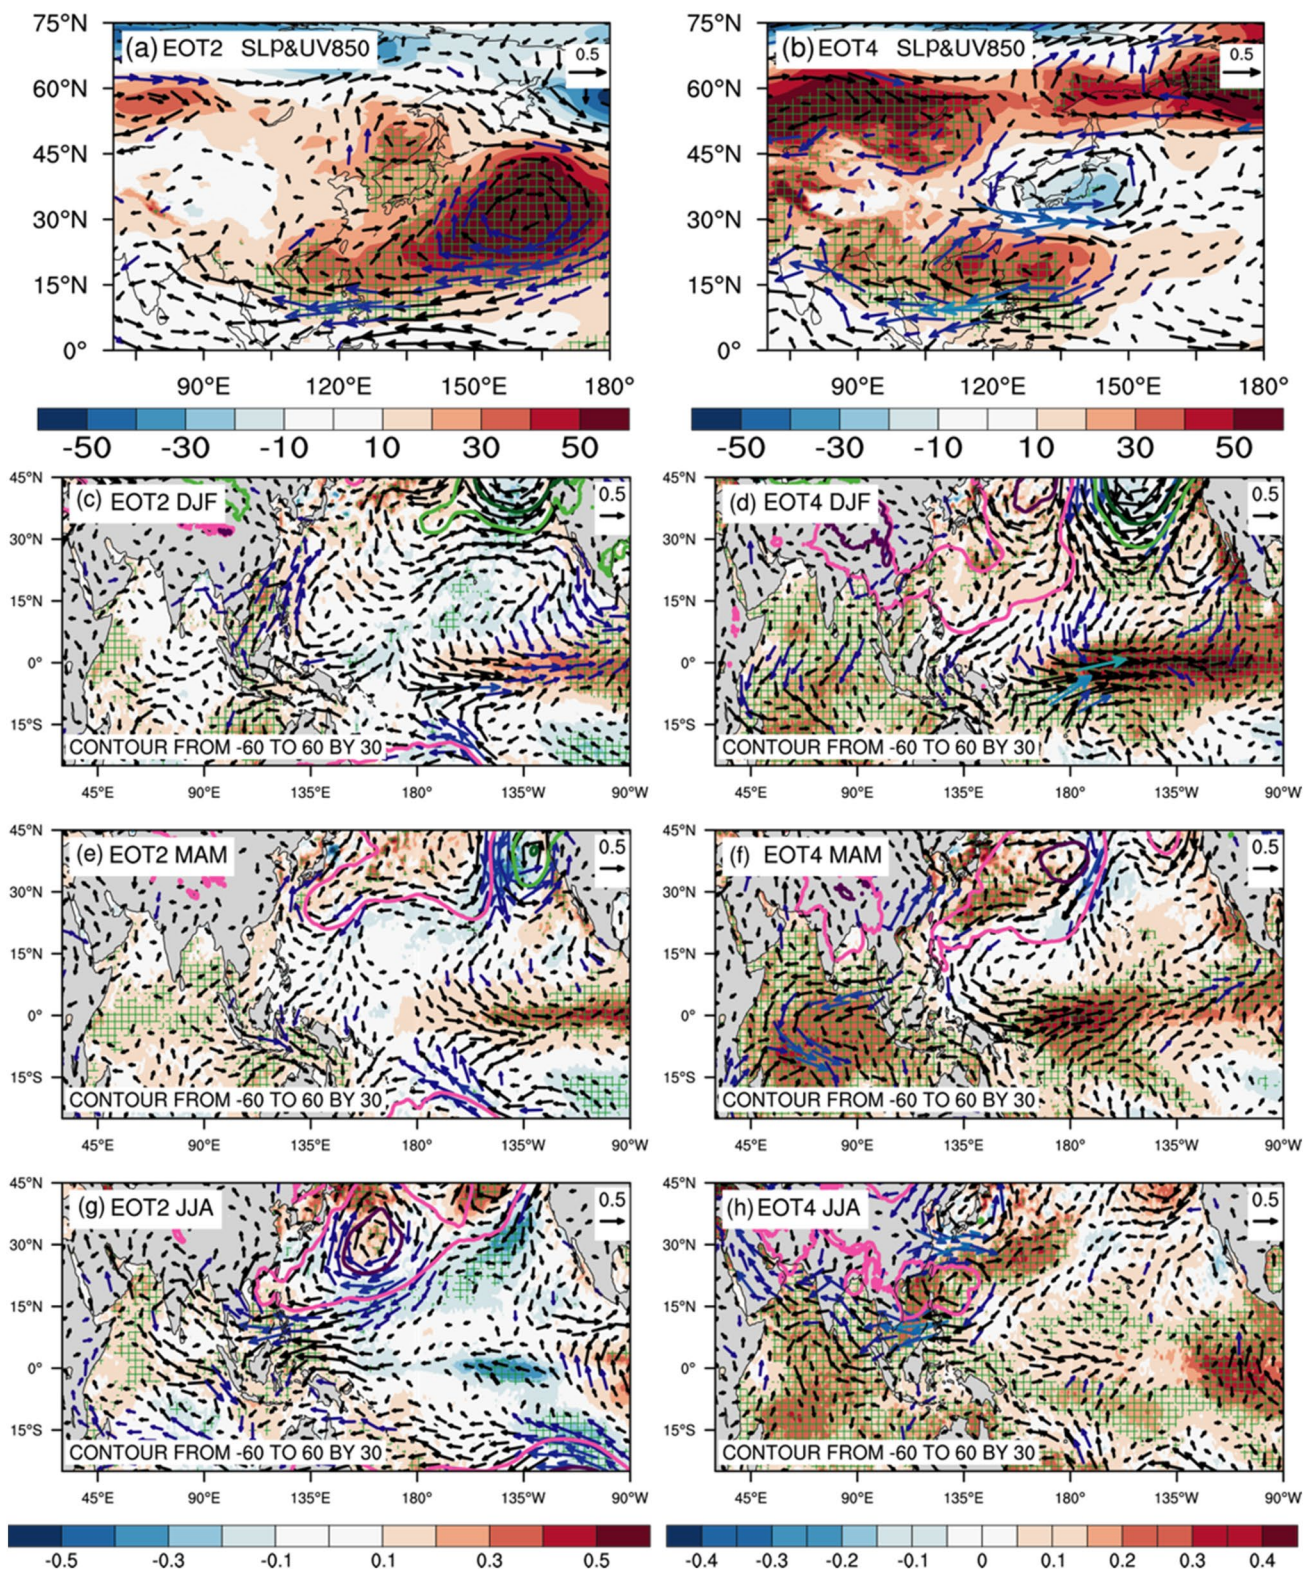 (a) EOT2 SLP&UV850
0.5
75°N
60°N
45°N
30°N
15°N
0°
90°E 120°E 150°E 180°
-50 -30 -10 10 30 50
(b) EOT4 SLP&UV850
0.5
75°N
60°N
45°N
30°N
15°N
0°
90°E 120°E 150°E 180°
-50 -30 -10 10 30 50
(c) EOT2 DJF
0.5
45°N
30°N
15°N
0°
15°S
CONTOUR FROM -60 TO 60 BY 30
45°E 90°E 135°E 180° 135°W 90°W
(d) EOT4 DJF
0.5
45°N
30°N
15°N
0°
15°S
CONTOUR FROM -60 TO 60 BY 30
45°E 90°E 135°E 180° 135°W 90°W
(e) EOT2 MAM
0.5
45°N
30°N
15°N
0°
15°S
CONTOUR FROM -60 TO 60 BY 30
45°E 90°E 135°E 180° 135°W 90°W
(f) EOT4 MAM
0.5
45°N
30°N
15°N
0°
15°S
CONTOUR FROM -60 TO 60 BY 30
45°E 90°E 135°E 180° 135°W 90°W
(g) EOT2 JJA
0.5
45°N
30°N
15°N
0°
15°S
CONTOUR FROM -60 TO 60 BY 30
45°E 90°E 135°E 180° 135°W 90°W
(h) EOT4 JJA
0.5
45°N
30°N
15°N
0°
15°S
CONTOUR FROM -60 TO 60 BY 30
45°E 90°E 135°E 180° 135°W 90°W
-0.5 -0.3 -0.1 0.1 0.3 0.5
-0.4 -0.3 -0.2 -0.1 0 0.1 0.2 0.3 0.4